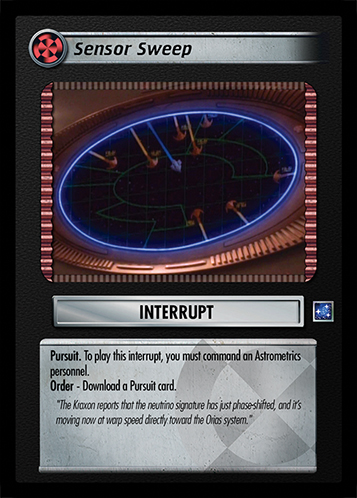 Sensor Sweep
INTERRUPT
Pursuit. To play this interrupt, you must command an Astrometrics
personnel.
Order - Download a Pursuit card.
"The Kraxon reports that the neutrino signature has just phase-shifted, and it's
moving now at warp speed directly toward the Orias system."